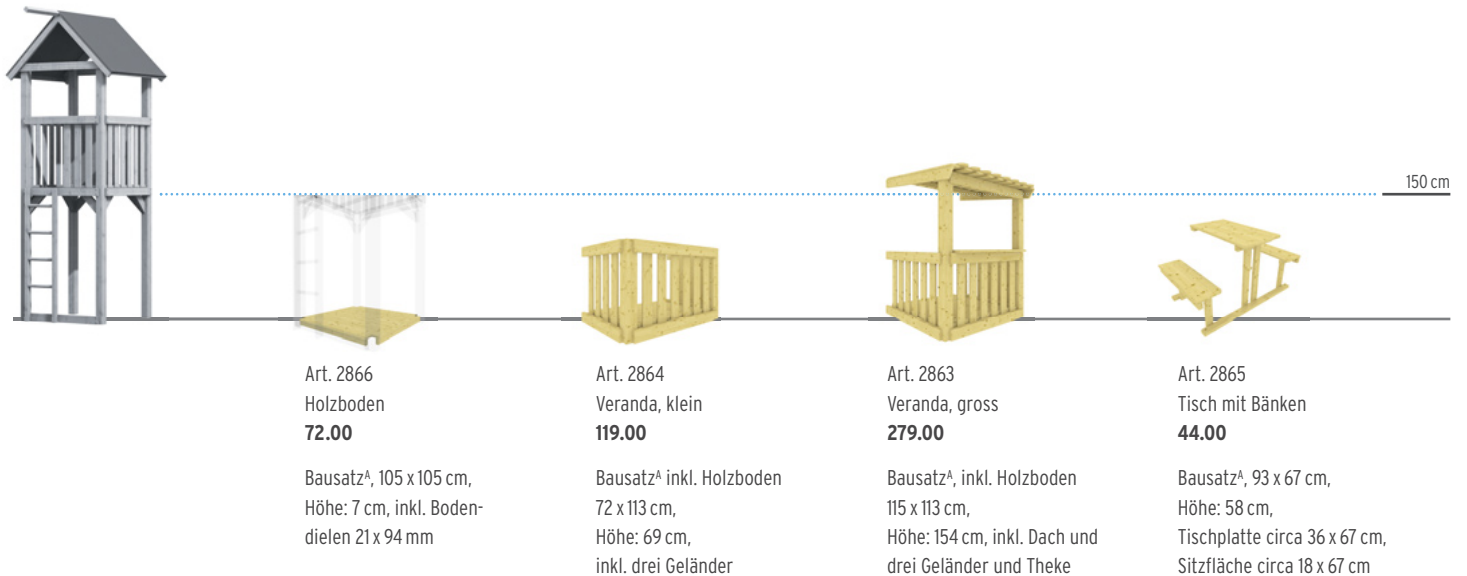 150 cm
Art. 2866
Holzboden
72.00
Bausatzᴬ, 105 x 105 cm,
Höhe: 7 cm, inkl. Boden-
dielen 21 x 94 mm
Art. 2864
Veranda, klein
119.00
Bausatzᴬ inkl. Holzboden
72 x 113 cm,
Höhe: 69 cm,
inkl. drei Geländer
Art. 2863
Veranda, gross
279.00
Bausatzᴬ, inkl. Holzboden
115 x 113 cm,
Höhe: 154 cm, inkl. Dach und
drei Geländer und Theke
Art. 2865
Tisch mit Bänken
44.00
Bausatzᴬ, 93 x 67 cm,
Höhe: 58 cm,
Tischplatte circa 36 x 67 cm,
Sitzfläche circa 18 x 67 cm